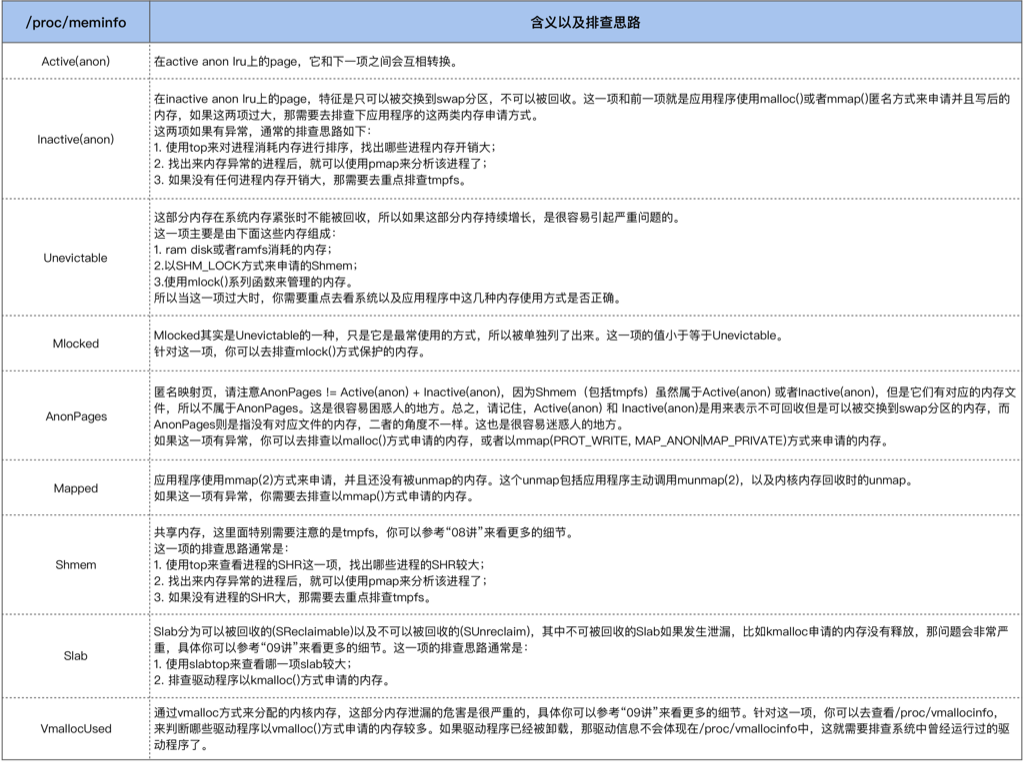 /proc/meminfo
含义以及排查思路
Active(anon)
在active anon lru上的page，它和下一项之间会互相转换。
Inactive(anon)
在inactive anon lru上的page，特征是只可以被交换到swap分区，不可以被回收。这一项和前一项就是应用程序使用malloc()或者mmap()匿名方式来申请并且写后的
内存，如果这两项过大，那需要去排查下应用程序的这两类内存申请方式。
这两项如果有异常，通常的排查思路如下：
1. 使用top来对进程消耗内存进行排序，找出哪些进程内存开销大；
2. 找出来内存异常的进程后，就可以使用pmap来分析该进程了；
3. 如果没有任何进程内存开销大，那需要去重点排查tmpfs。
Unevictable
这部分内存在系统内存紧张时不能被回收，所以如果这部分内存持续增长，是很容易引起严重问题的。
这一项主要是由下面这些内存组成：
1. ram disk或者ramfs消耗的内存；
2.以SHM_LOCK方式来申请的Shmem；
3.使用mlock()系列函数来管理的内存。
所以当这一项过大时，你需要重点去看系统以及应用程序中这几种内存使用方式是否正确。
Mlocked
Mlocked其实是Unevictable的一种，只是它是最常使用的方式，所以被单独列了出来。这一项的值小于等于Unevictable。
针对这一项，你可以去排查mlock()方式保护的内存。
AnonPages
匿名映射页，请注意AnonPages != Active(anon) + Inactive(anon)，因为Shmem（包括tmpfs）虽然属于Active(anon) 或者Inactive(anon)，但是它们有对应的内存文
件，所以不属于AnonPages。这是很容易困惑人的地方。总之，请记住，Active(anon) 和 Inactive(anon)是用来表示不可回收但是可以被交换到swap分区的内存，而
AnonPages则是指没有对应文件的内存，二者的角度不一样。这也是很容易迷惑人的地方。
如果这一项有异常，你可以去排查以malloc()方式申请的内存，或者以mmap(PROT_WRITE, MAP_ANON|MAP_PRIVATE)方式来申请的内存。
Mapped
应用程序使用mmap(2)方式来申请，并且还没有被unmap的内存。这个unmap包括应用程序主动调用munmap(2)，以及内核内存回收时的unmap。
如果这一项有异常，你需要去排查以mmap()方式申请的内存。
Shmem
共享内存，这里面特别需要注意的是tmpfs，你可以参考“08讲”来看更多的细节。
这一项的排查思路通常是：
1. 使用top来查看进程的SHR这一项，找出哪些进程的SHR较大；
2. 找出来内存异常的进程后，就可以使用pmap来分析该进程了；
3. 如果没有进程的SHR大，那需要去重点排查tmpfs。
Slab
Slab分为可以被回收的(SReclaimable)以及不可以被回收的(SUnreclaim)，其中不可被回收的Slab如果发生泄漏，比如kmalloc申请的内存没有释放，那问题会非常严
重，具体你可以参考“09讲”来看更多的细节。这一项的排查思路通常是：
1. 使用slabtop来查看哪一项slab较大；
2. 排查驱动程序以kmalloc()方式申请的内存。
VmallocUsed
通过vmalloc方式来分配的内核内存，这部分内存泄漏的危害是很严重的，具体你可以参考“09讲”来看更多的细节。针对这一项，你可以去查看/proc/vmallocinfo，
来判断哪些驱动程序以vmalloc()方式申请的内存较多。如果驱动程序已经被卸载，那驱动信息不会体现在/proc/vmallocinfo中，这就需要排查系统中曾经运行过的驱
动程序了。